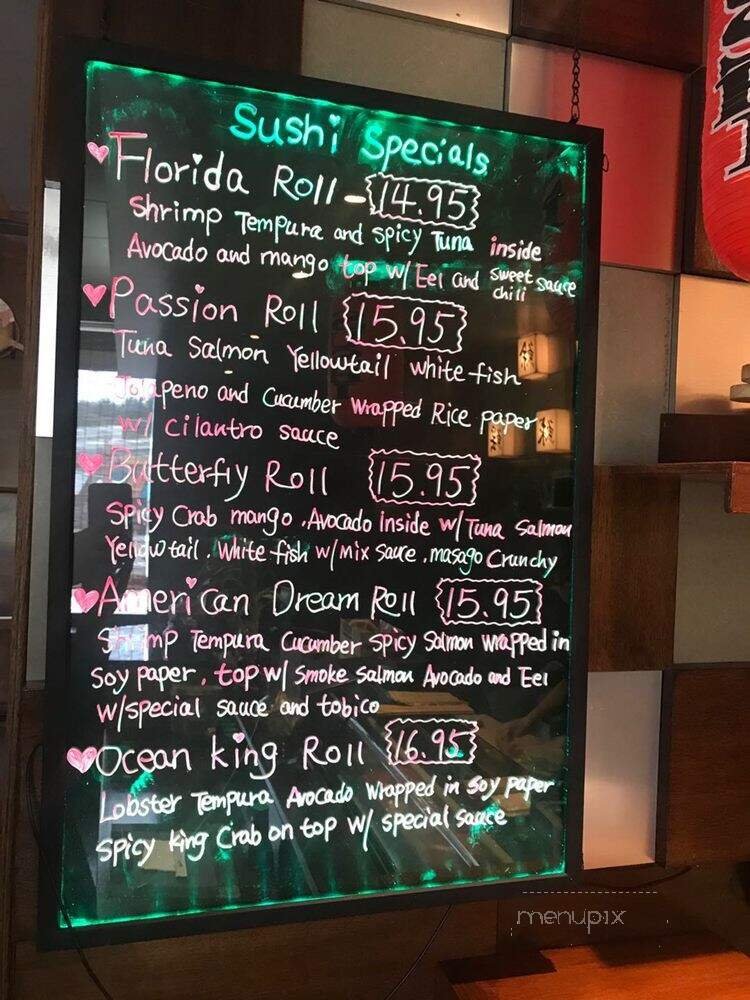 Sushi Specials
Florida Roll - 14.95
Shrimp Tempura and spicy Tuna inside
Avocado and mango top w/ Eel and sweet chili sauce
Passion Roll 15.95
Tuna Salmon Yellowtail white fish
Jalapeno and Cucumber wrapped Rice paper
w/ cilantro sauce
Butterfly Roll 15.95
Spicy Crab mango . Avocado inside w/ Tuna Salmon
Yellowtail . White fish w/ mix sauce . masago Crunchy
American Dream Roll 15.95
Shrimp Tempura Cucumber spicy Salmon wrapped in
Soy paper . top w/ smoke Salmon Avocado and Eel
w/special sauce and tobico
Ocean king Roll 16.95
Lobster Tempura Avocado wrapped in soy paper
spicy king crab on top w/ special sauce
menupix